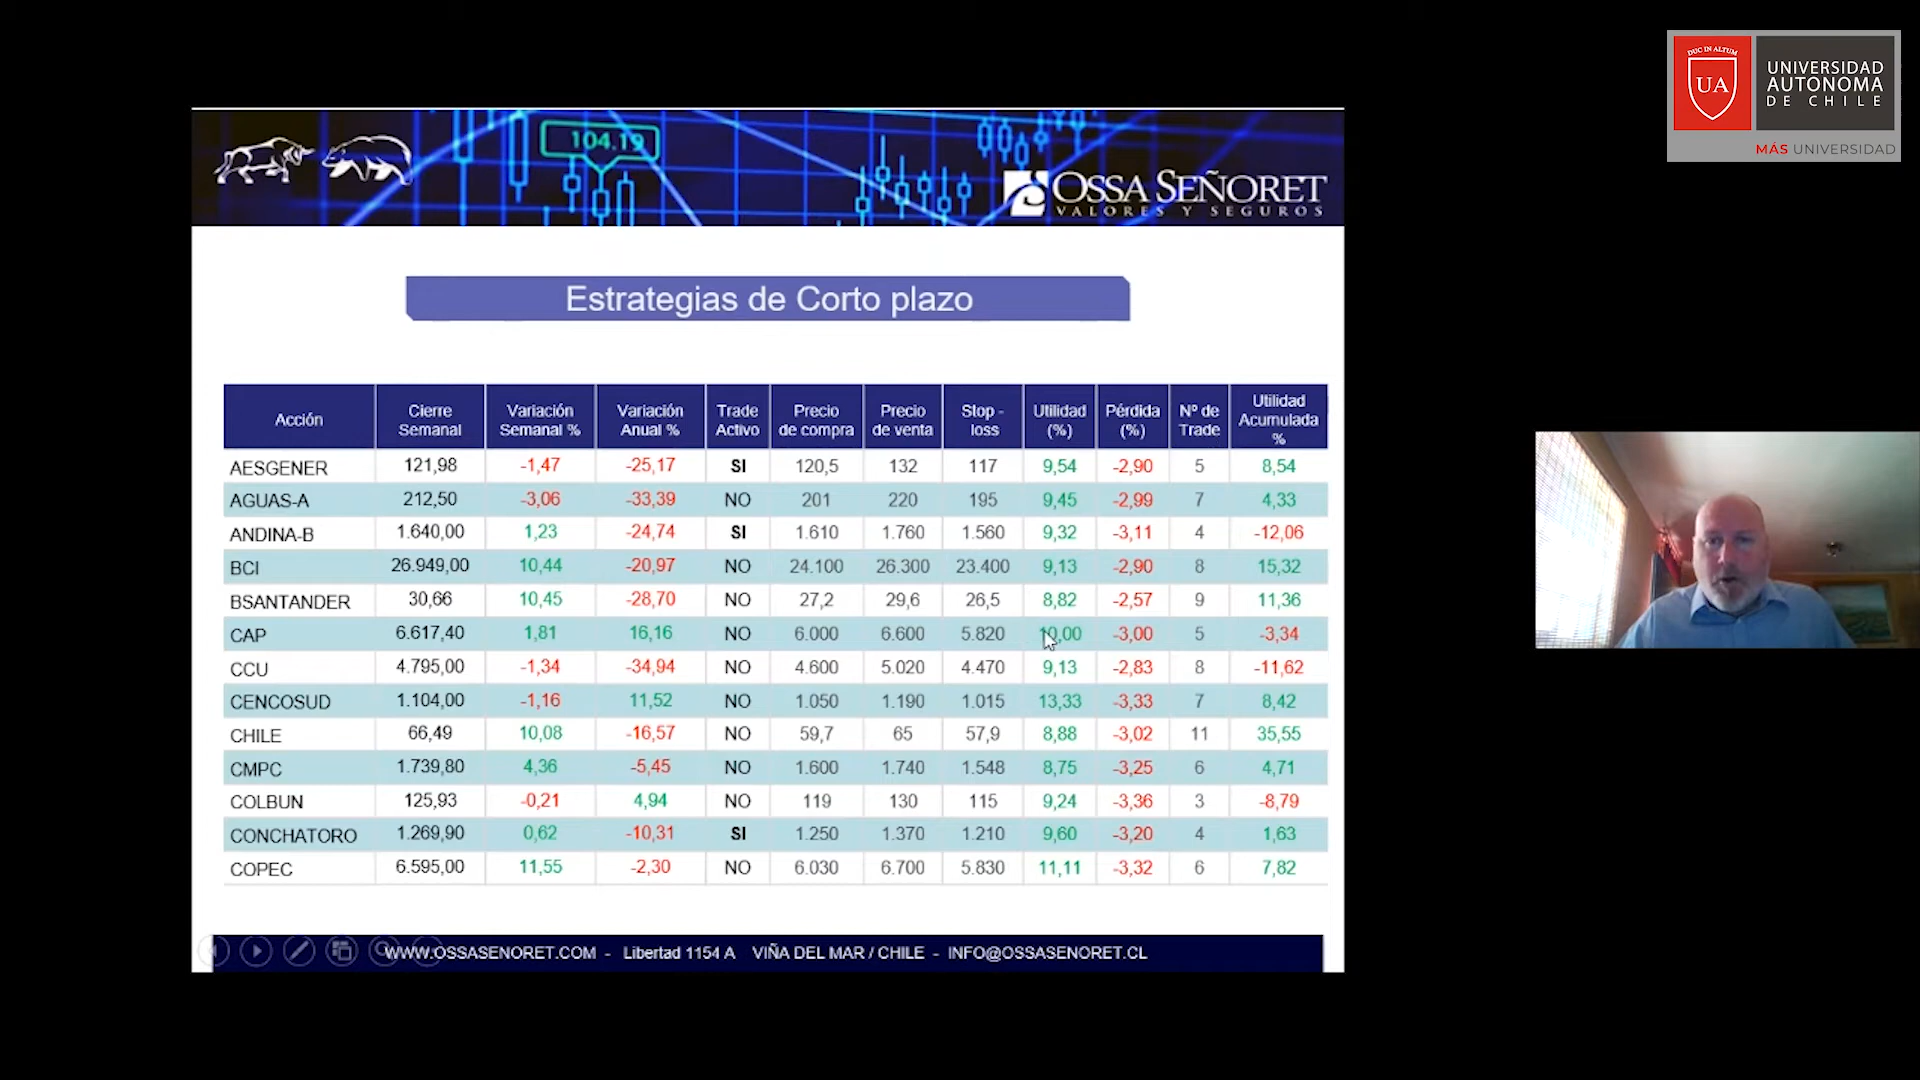 DUC IN ALTUM
UA
UNIVERSIDAD
AUTONOMA
DE CHILE
MÁS UNIVERSIDAD
104.19
OSSA SEÑORET
VALORES Y SEGUROS
Estrategias de Corto plazo
Acción Cierre Semanal Variación Semanal % Variación Anual % Trade Activo Precio de compra Precio de venta Stop - loss Utilidad (%) Pérdida (%) Nº de Trade Utilidad Acumulada %
AESGENER 121,98 -1,47 -25,17 SI 120,5 132 117 9,54 -2,90 5 8,54
AGUAS-A 212,50 -3,06 -33,39 NO 201 220 195 9,45 -2,99 7 4,33
ANDINA-B 1.640,00 1,23 -24,74 SI 1.610 1.760 1.560 9,32 -3,11 4 -12,06
BCI 26.949,00 10,44 -20,97 NO 24.100 26.300 23.400 9,13 -2,90 8 15,32
BSANTANDER 30,66 10,45 -28,70 NO 27,2 29,6 26,5 8,82 -2,57 9 11,36
CAP 6.617,40 1,81 16,16 NO 6.000 6.600 5.820 10,00 -3,00 5 -3,34
CCU 4.795,00 -1,34 -34,94 NO 4.600 5.020 4.470 9,13 -2,83 8 -11,62
CENCOSUD 1.104,00 -1,16 11,52 NO 1.050 1.190 1.015 13,33 -3,33 7 8,42
CHILE 66,49 10,08 -16,57 NO 59,7 65 57,9 8,88 -3,02 11 35,55
CMPC 1.739,80 4,36 -5,45 NO 1.600 1.740 1.548 8,75 -3,25 6 4,71
COLBUN 125,93 -0,21 4,94 NO 119 130 115 9,24 -3,36 3 -8,79
CONCHATORO 1.269,90 0,62 -10,31 SI 1.250 1.370 1.210 9,60 -3,20 4 1,63
COPEC 6.595,00 11,55 -2,30 NO 6.030 6.700 5.830 11,11 -3,32 6 7,82
WWW.OSSASENORET.COM - Libertad 1154 A VIÑA DEL MAR / CHILE - INFO@OSSASENORET.CL